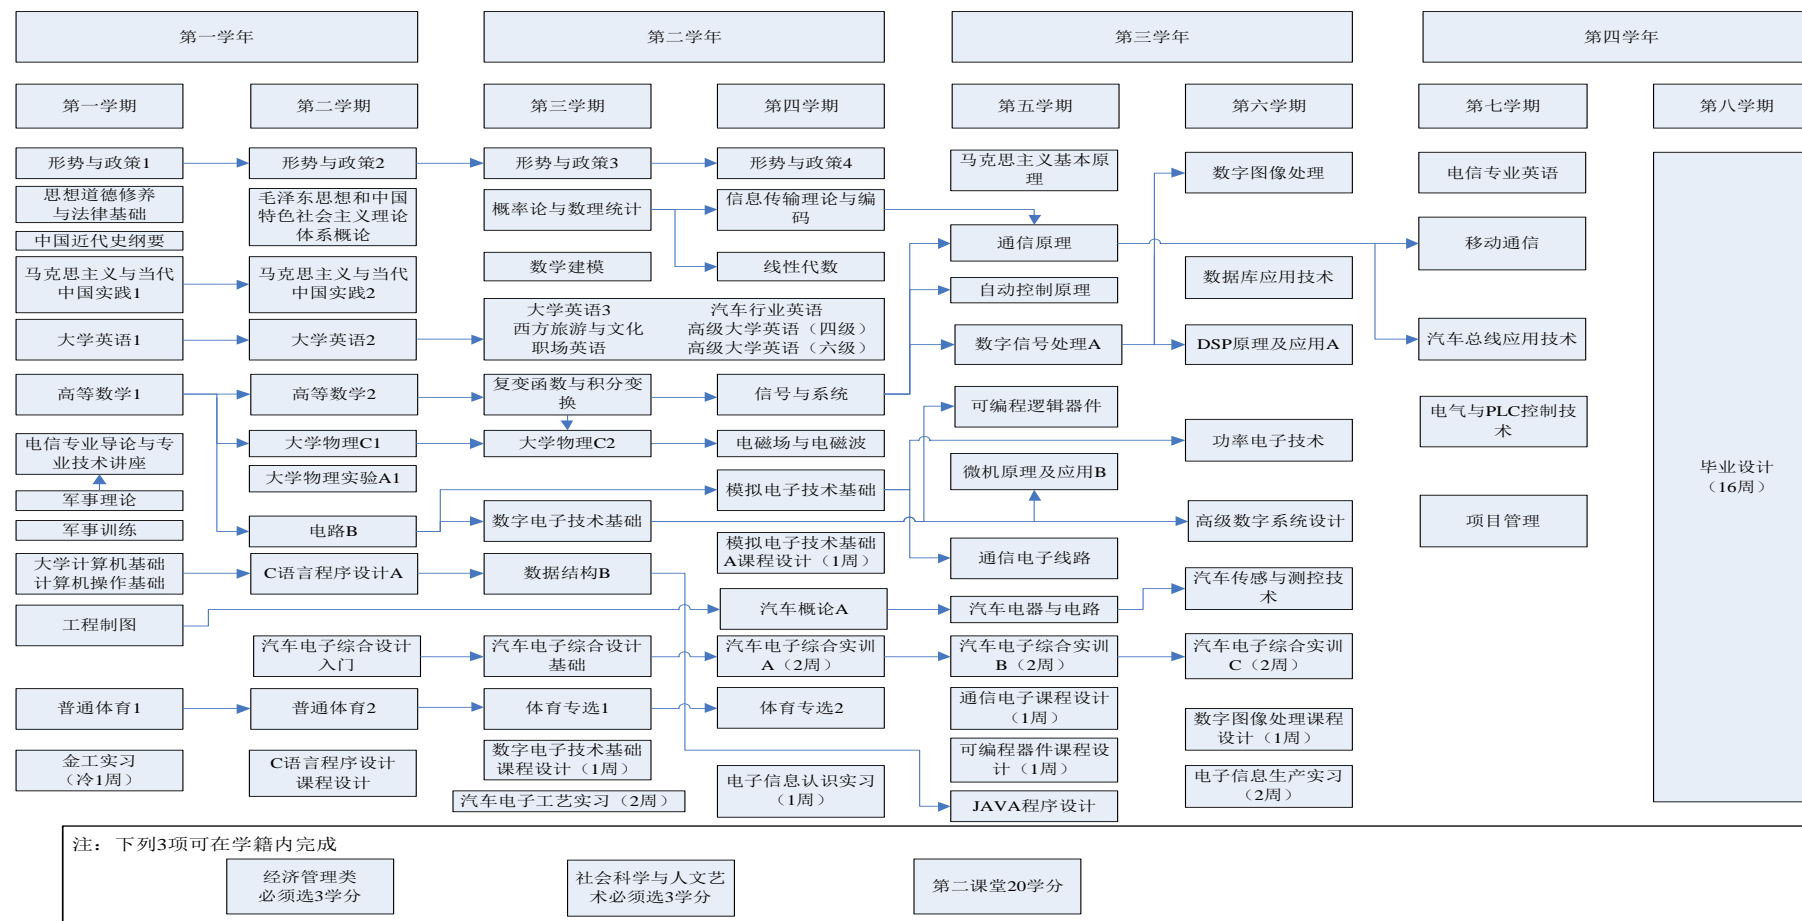 第一学年
第二学年
第三学年
第四学年
第一学期
第二学期
第三学期
第四学期
第五学期
第六学期
第七学期
第八学期
形势与政策1
思想道德修养
与法律基础
中国近代史纲要
马克思主义与当代
中国实践1
大学英语1
高等数学1
电信专业导论与专
业技术讲座
军事理论
军事训练
大学计算机基础
计算机操作基础
工程制图
普通体育1
金工实习
（冷1周）
形势与政策2
毛泽东思想和中国
特色社会主义理论
体系概论
马克思主义与当代
中国实践2
大学英语2
高等数学2
大学物理C1
大学物理实验A1
电路B
C语言程序设计A
汽车电子综合设计
入门
普通体育2
C语言程序设计
课程设计
形势与政策3
概率论与数理统计
数学建模
大学英语3
西方旅游与文化
职场英语
汽车行业英语
高级大学英语（四级）
高级大学英语（六级）
复变函数与积分变
换
大学物理C2
数字电子技术基础
数据结构B
汽车电子综合设计
基础
体育专选1
数字电子技术基础
课程设计（1周）
汽车电子工艺实习（2周）
形势与政策4
信息传输理论与编
码
线性代数
信号与系统
电磁场与电磁波
模拟电子技术基础
模拟电子技术基础
A课程设计（1周）
汽车概论A
汽车电子综合实训
A（2周）
体育专选2
电子信息认识实习
（1周）
马克思主义基本原
理
通信原理
自动控制原理
数字信号处理A
可编程逻辑器件
微机原理及应用B
通信电子线路
汽车电器与电路
汽车电子综合实训
B（2周）
通信电子课程设计
（1周）
可编程器件课程设
计（1周）
JAVA程序设计
数字图像处理
数据库应用技术
DSP原理及应用A
功率电子技术
高级数字系统设计
汽车传感与测控技
术
汽车电子综合实训
C（2周）
数字图像处理课程
设计（1周）
电子信息生产实习
（2周）
电信专业英语
移动通信
汽车总线应用技术
电气与PLC控制技
术
项目管理
毕业设计
（16周）
注：下列3项可在学籍内完成
经济管理类
必须选3学分
社会科学与人文艺
术必须选3学分
第二课堂20学分